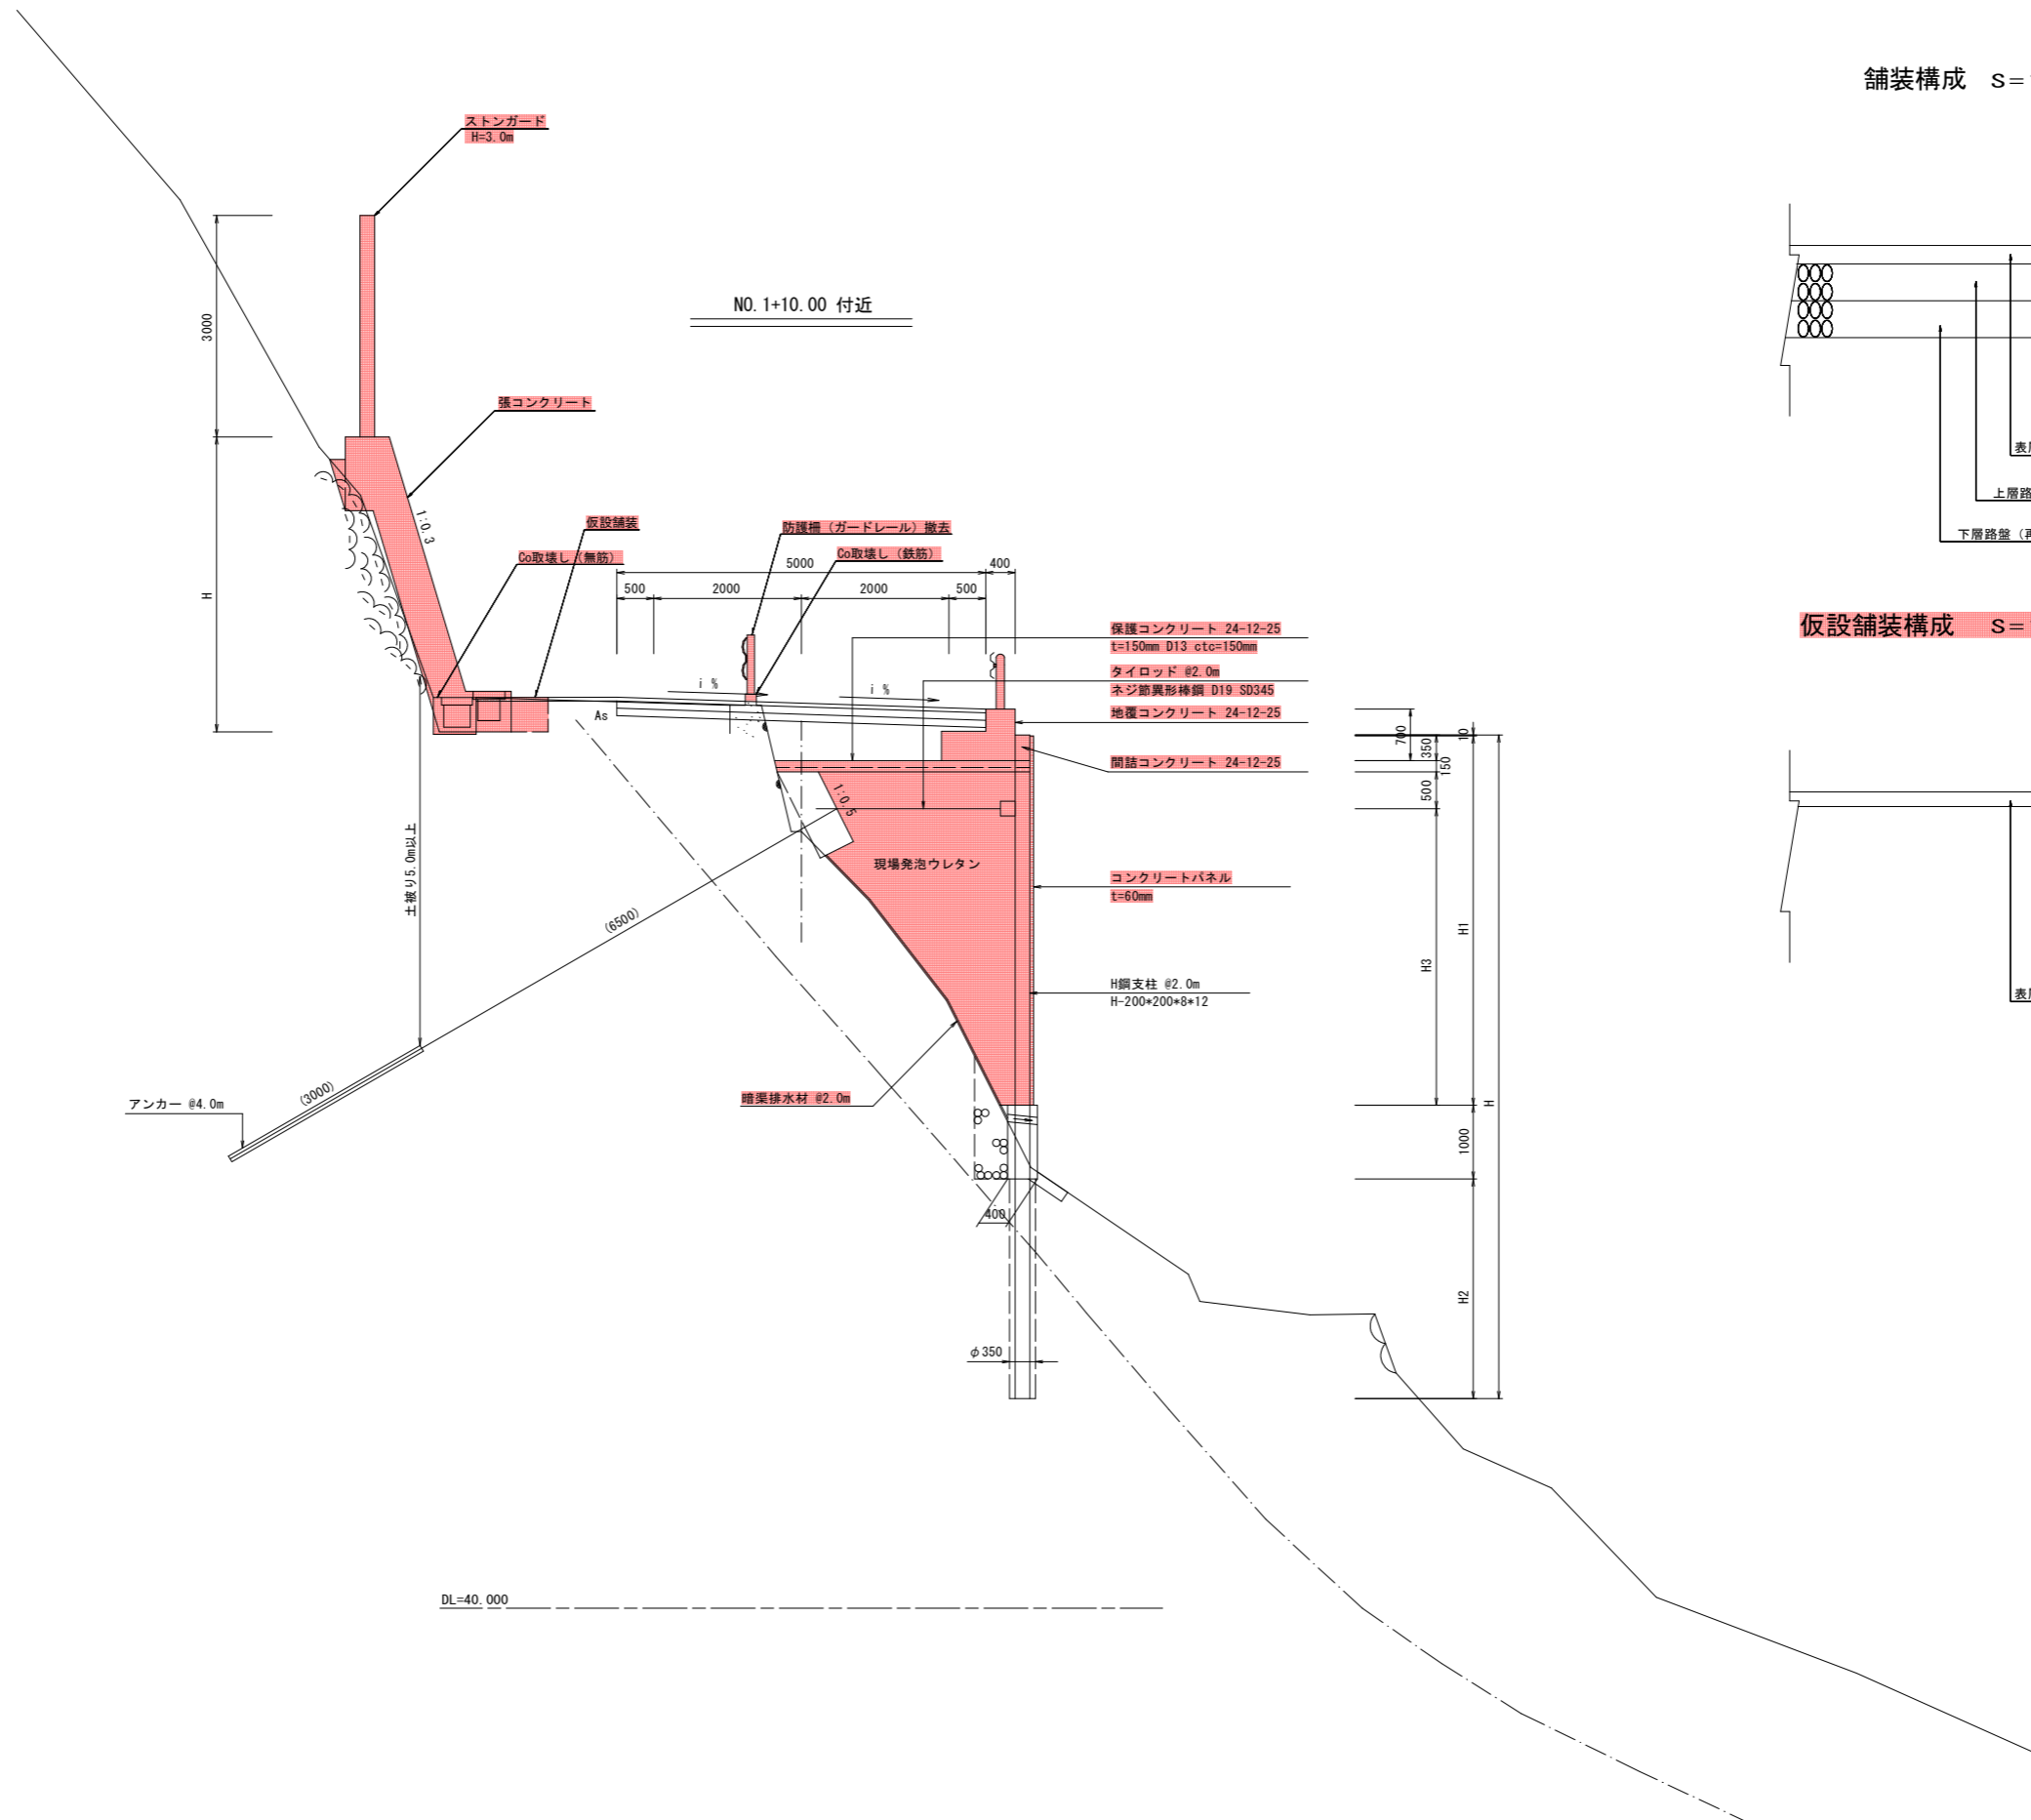 舗装構成 S=
ストンガード
H=3.0m
3000
NO.1+10.00 付近
張コンクリート
1:0.3
H
仮設舗装
Co取壊し（無筋）
防護柵（ガードレール）撤去
Co取壊し（鉄筋）
5000
400
500
2000
2000
500
表層
上層路
下層路盤（再
仮設舗装構成 S=
保護コンクリート 24-12-25
t=150mm D13 ctc=150mm
タイロッド @2.0m
ネジ節異形棒鋼 D19 SD345
地覆コンクリート 24-12-25
間詰コンクリート 24-12-25
i %
i %
As
700
10
350
150
500
1:0.5
現場発泡ウレタン
コンクリートパネル
t=60mm
土被り5.0m以上
(6500)
H1
H3
H鋼支柱 @2.0m
H-200*200*8*12
表層
(3000)
アンカー @4.0m
暗渠排水材 @2.0m
H
1000
400
H2
φ350
DL=40.000